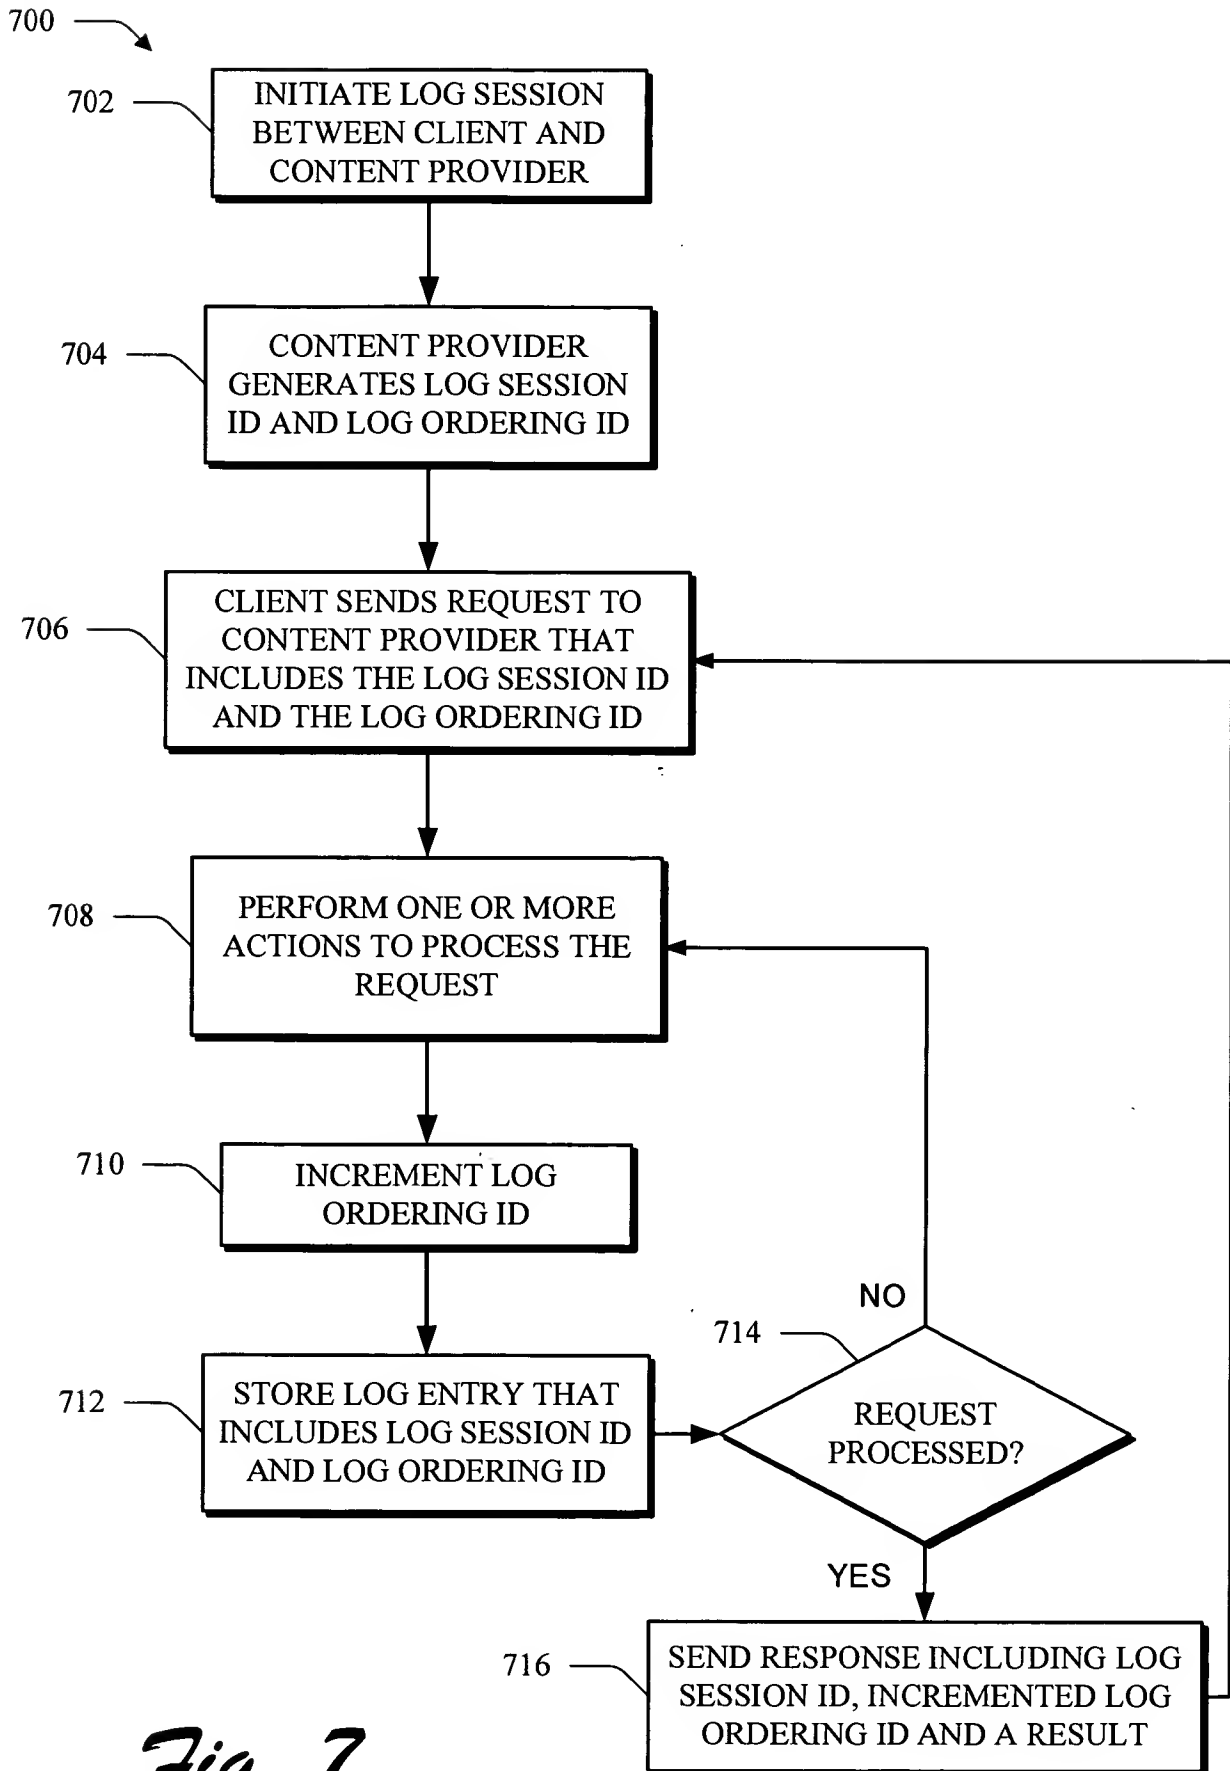 700
702
INITIATE LOG SESSION
BETWEEN CLIENT AND
CONTENT PROVIDER
704
CONTENT PROVIDER
GENERATES LOG SESSION
ID AND LOG ORDERING ID
706
CLIENT SENDS REQUEST TO
CONTENT PROVIDER THAT
INCLUDES THE LOG SESSION ID
AND THE LOG ORDERING ID
708
PERFORM ONE OR MORE
ACTIONS TO PROCESS THE
REQUEST
710
INCREMENT LOG
ORDERING ID
712
STORE LOG ENTRY THAT
INCLUDES LOG SESSION ID
AND LOG ORDERING ID
NO
714
REQUEST
PROCESSED?
YES
716
SEND RESPONSE INCLUDING LOG
SESSION ID, INCREMENTED LOG
ORDERING ID AND A RESULT
Fig. 7